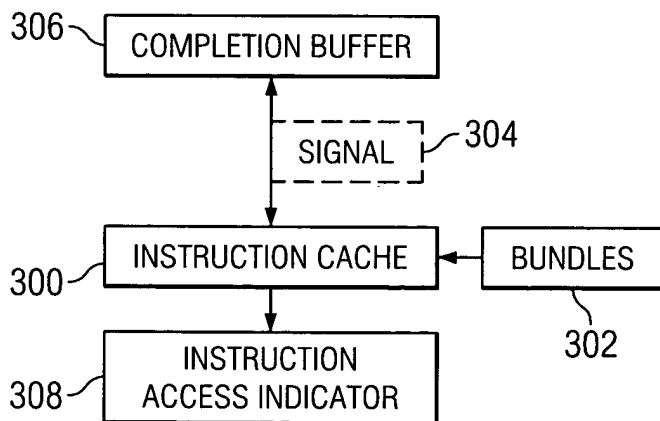 306
COMPLETION BUFFER
SIGNAL
304
300
INSTRUCTION CACHE
BUNDLES
302
308
INSTRUCTION
ACCESS INDICATOR